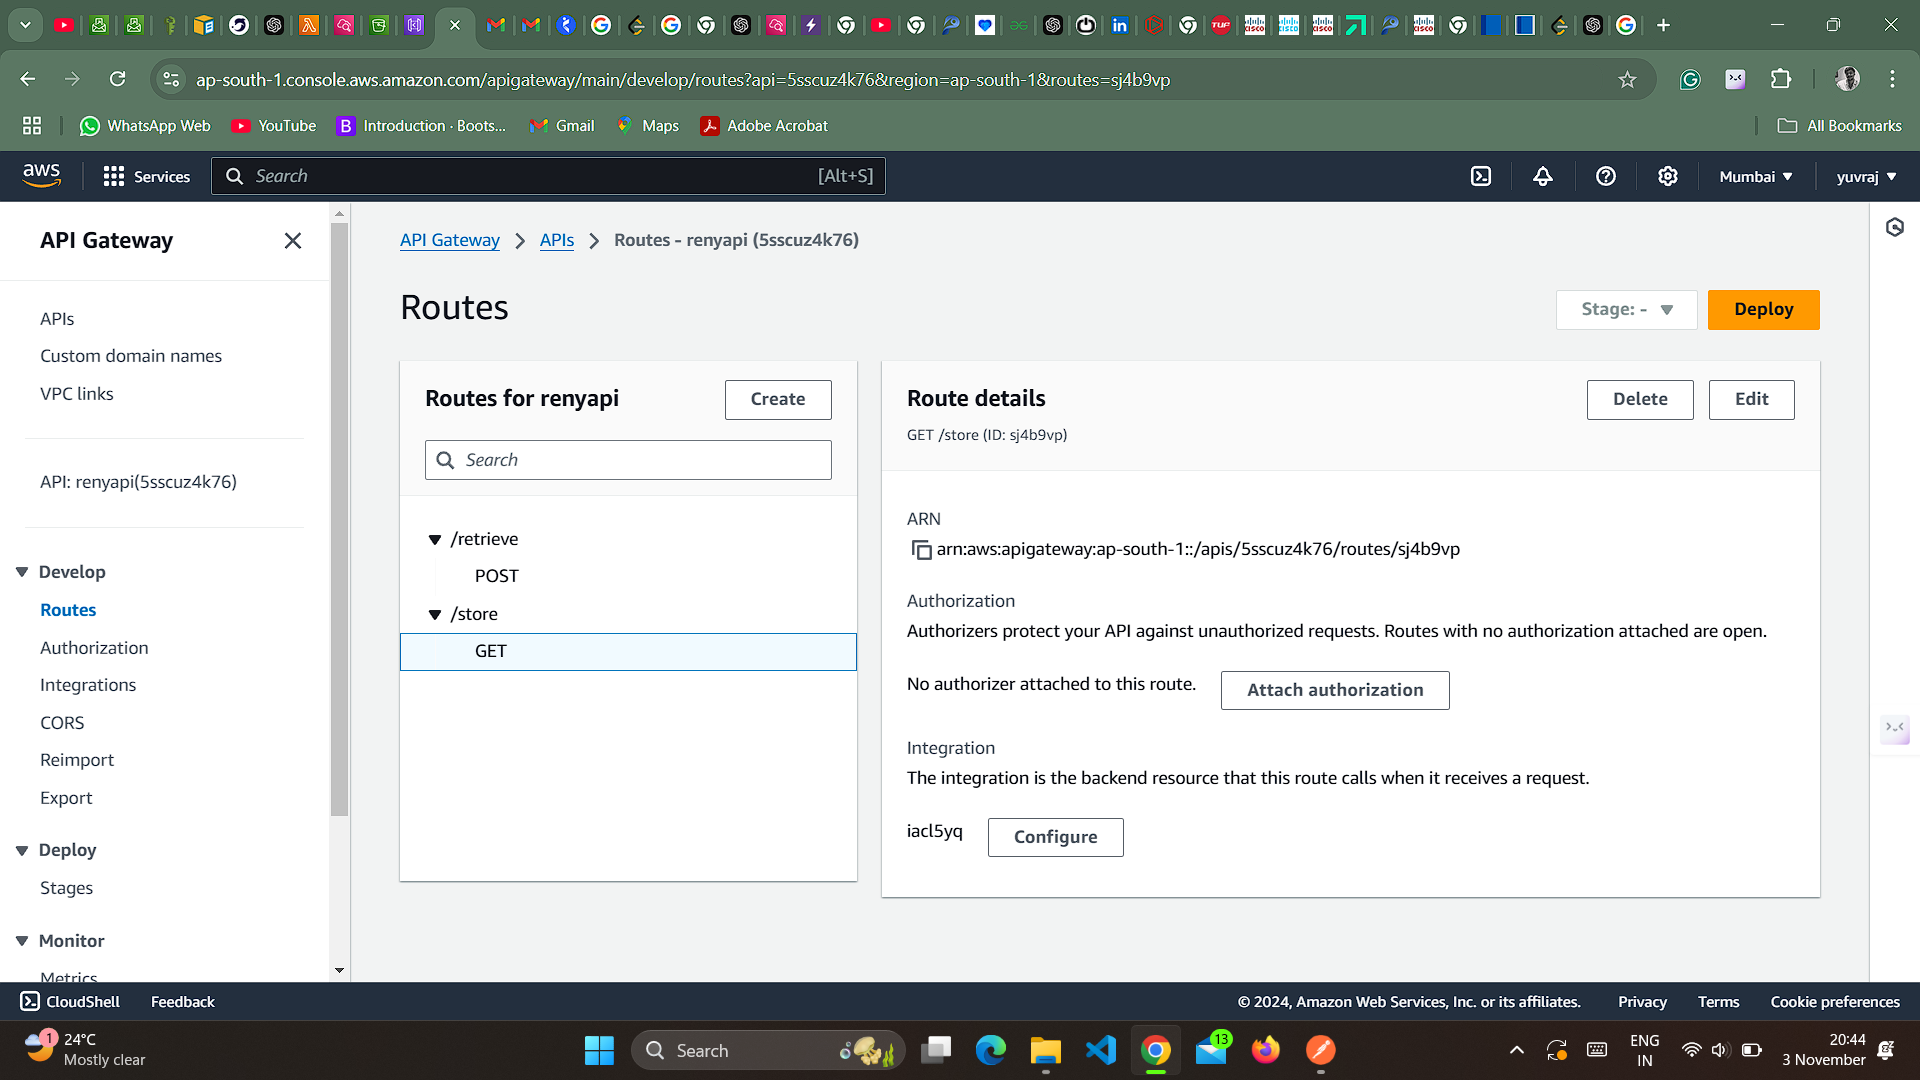 ap-south-1.console.aws.amazon.com/apigateway/main/develop/routes?api=5sscuz4k76&region=ap-south-1&routes=sj4b9vp
WhatsApp Web
YouTube
Introduction · Boots...
Gmail
Maps
Adobe Acrobat
All Bookmarks
aws
Services
Search
[Alt+S]
Mumbai
yuvraj
API Gateway
APIs
Custom domain names
VPC links
API: renyapi(5sscuz4k76)
Develop
Routes
Authorization
Integrations
CORS
Reimport
Export
Deploy
Stages
Monitor
Metrics
API Gateway
APIs
Routes - renyapi (5sscuz4k76)
Routes
Stage: -
Deploy
Routes for renyapi
Create
Search
/retrieve
POST
/store
GET
Route details
Delete
Edit
GET /store (ID: sj4b9vp)
ARN
arn:aws:apigateway:ap-south-1::/apis/5sscuz4k76/routes/sj4b9vp
Authorization
Authorizers protect your API against unauthorized requests. Routes with no authorization attached are open.
No authorizer attached to this route.
Attach authorization
Integration
The integration is the backend resource that this route calls when it receives a request.
iacl5yq
Configure
CloudShell
Feedback
© 2024, Amazon Web Services, Inc. or its affiliates.
Privacy
Terms
Cookie preferences
1
24°C
Mostly clear
Search
13
ENG
IN
20:44
3 November